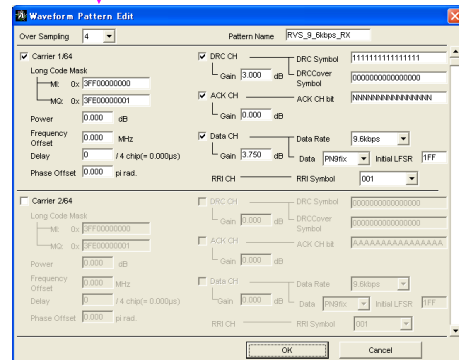 Waveform Pattern Edit
Over Sampling 4 Pattern Name RVS_9_6kbps_RX
Carrier 1/64 DRC CH DRC Symbol 1111111111111111
Long Code Mask Gain 3.000 dB DRCCover Symbol 0000000000000000
MI: 0x 3FF00000000
ACK CH ACK CH bit NNNNNNNNNNNNNNNN
MQ: 0x 3FE00000001
Power 0.000 dB Gain 0.000 dB
Frequency Offset 0.000 MHz Data CH Data Rate 9.6kbps
Delay 0 / 4 chip(= 0.000μs) Gain 3.750 dB Data PN9fix Initial LFSR 1FF
Phase Offset 0.000 pi rad. RRI CH RRI Symbol 001
Carrier 2/64 DRC CH DRC Symbol 0000000000000000
Long Code Mask Gain 0.000 dB DRCCover Symbol 0000000000000000
MI: 0x 3FF00000000
ACK CH ACK CH bit AAAAAAAAAAAAAAAA
MQ: 0x 3FE00000001
Power 0.000 dB Gain 0.000 dB
Frequency Offset 0.000 MHz Data CH Data Rate 9.6kbps
Delay 0 / 4 chip(= 0.000μs) Gain 0.000 dB Data PN9fix Initial LFSR 1FF
Phase Offset 0.000 pi rad. RRI CH RRI Symbol 001
OK Cancel